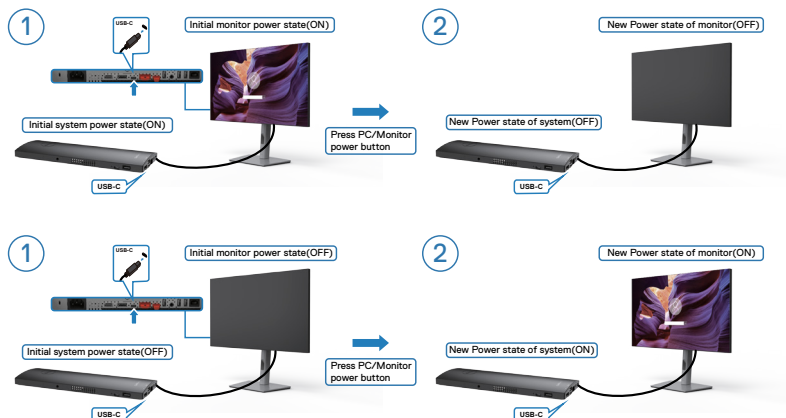 1
USB-C
Initial monitor power state(ON)
Initial system power state(ON)
USB-C
Press PC/Monitor
power button
2
New Power state of monitor(OFF)
New Power state of system(OFF)
USB-C
1
USB-C
Initial monitor power state(OFF)
Initial system power state(OFF)
USB-C
Press PC/Monitor
power button
2
New Power state of monitor(ON)
New Power state of system(ON)
USB-C